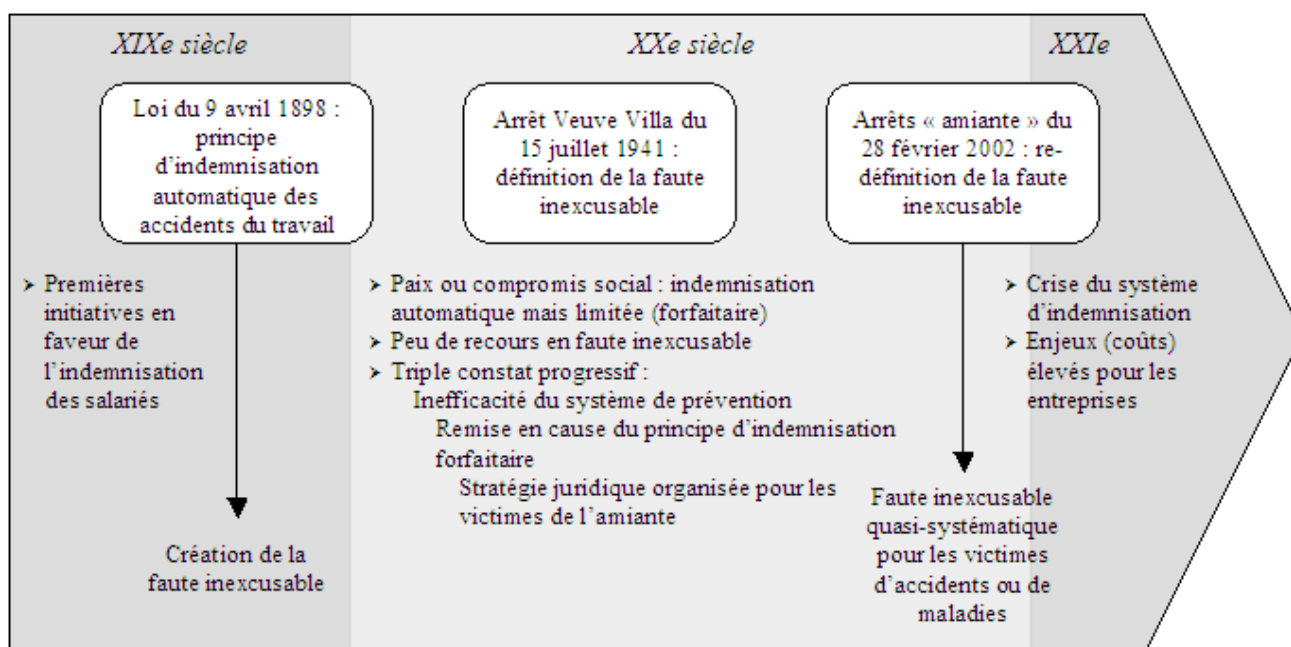 XIXe siècle
XXe siècle
XXIe
Loi du 9 avril 1898 :
principe
d'indemnisation
automatique des
accidents du travail
Arrêt Veuve Villa du
15 juillet 1941 :
définition de la faute
inexcusable
Arrêts « amiante » du
28 février 2002 : re-
définition de la faute
inexcusable
➤ Premières
initiatives en
faveur de
l'indemnisation
des salariés
➤ Paix ou compromis social : indemnisation
automatique mais limitée (forfaitaire)
➤ Peu de recours en faute inexcusable
➤ Triple constat progressif :
Inefficacité du système de prévention
Remise en cause du principe d'indemnisation
forfaitaire
Stratégie juridique organisée pour les
victimes de l'amiante
➤ Crise du système
d'indemnisation
➤ Enjeux (coûts)
élevés pour les
entreprises
Création de la
faute inexcusable
Faute inexcusable
quasi-systématique
pour les victimes
d'accidents ou de
maladies